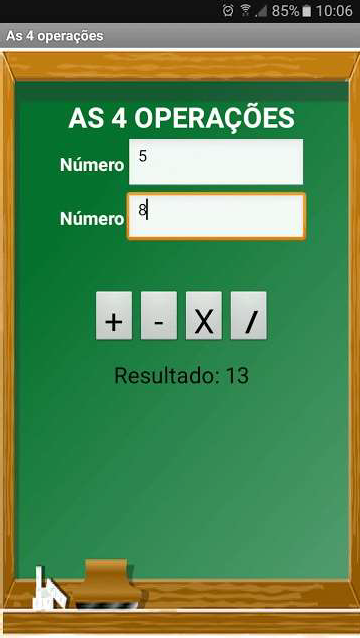 85% 10:06
As 4 operações
AS 4 OPERAÇÕES
Número 5
Número 8
+ - X /
Resultado: 13